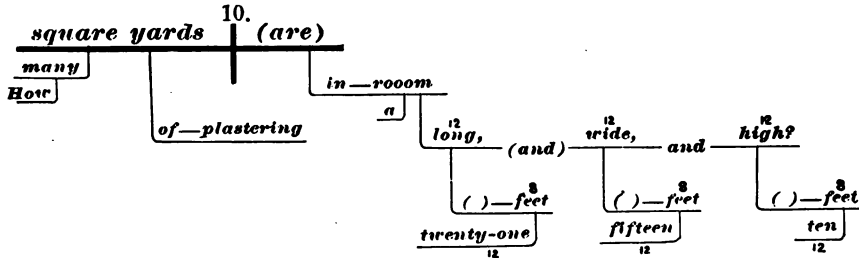 10.
square yards (are)
many
How
in—rooom
a
of—plastering
12 12 12
long, (and) wide, and high?
8 8 8
( )—feet ( )—feet ( )—feet
twenty-one fifteen ten
12 12 12